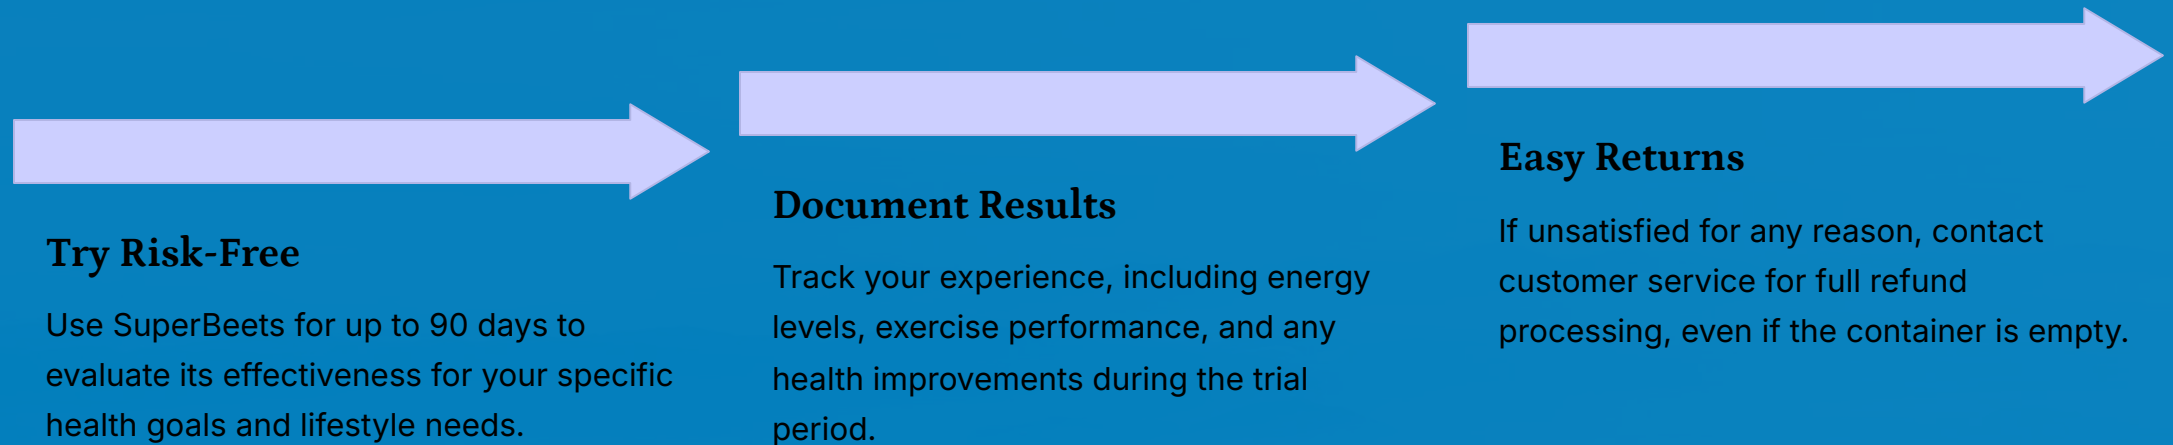 Try Risk-Free
Use SuperBeets for up to 90 days to
evaluate its effectiveness for your specific
health goals and lifestyle needs.
Document Results
Track your experience, including energy
levels, exercise performance, and any
health improvements during the trial
period.
Easy Returns
If unsatisfied for any reason, contact
customer service for full refund
processing, even if the container is empty.